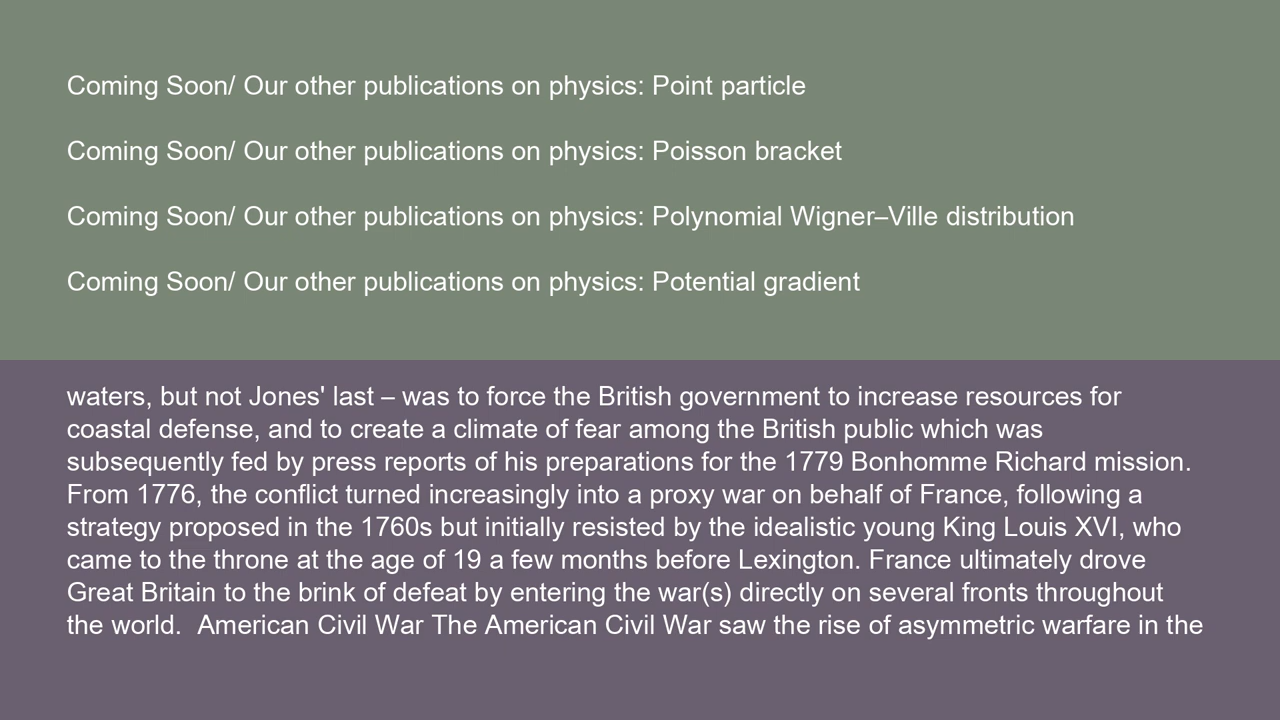 Coming Soon/ Our other publications on physics: Point particle
Coming Soon/ Our other publications on physics: Poisson bracket
Coming Soon/ Our other publications on physics: Polynomial Wigner–Ville distribution
Coming Soon/ Our other publications on physics: Potential gradient
waters, but not Jones' last – was to force the British government to increase resources for
coastal defense, and to create a climate of fear among the British public which was
subsequently fed by press reports of his preparations for the 1779 Bonhomme Richard mission.
From 1776, the conflict turned increasingly into a proxy war on behalf of France, following a
strategy proposed in the 1760s but initially resisted by the idealistic young King Louis XVI, who
came to the throne at the age of 19 a few months before Lexington. France ultimately drove
Great Britain to the brink of defeat by entering the war(s) directly on several fronts throughout
the world.  American Civil War The American Civil War saw the rise of asymmetric warfare in the